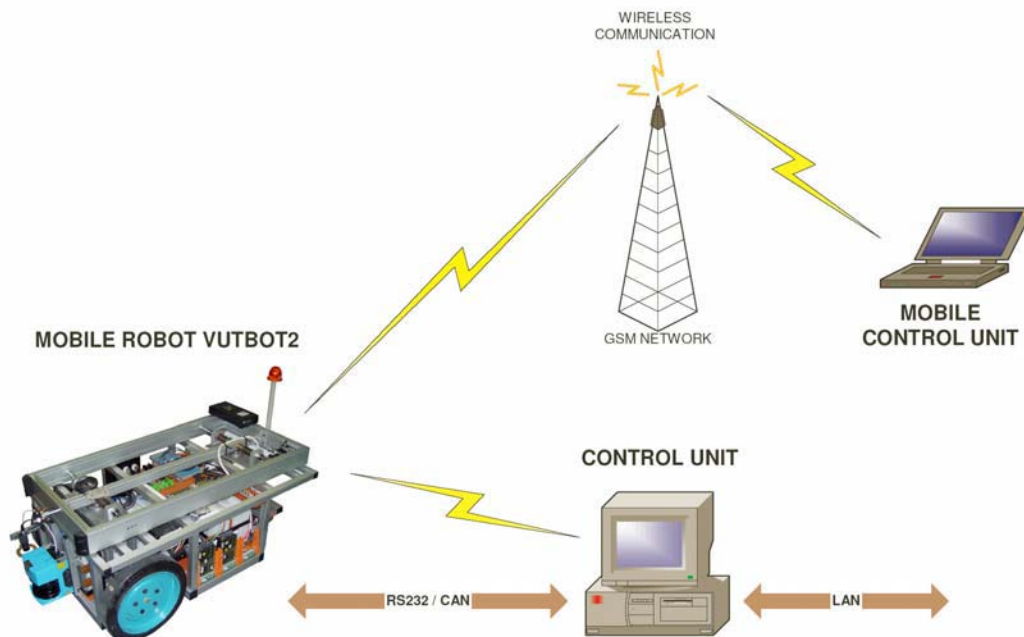 WIRELESS
COMMUNICATION
GSM NETWORK
MOBILE
CONTROL UNIT
MOBILE ROBOT VUTBOT2
CONTROL UNIT
RS232 / CAN
LAN